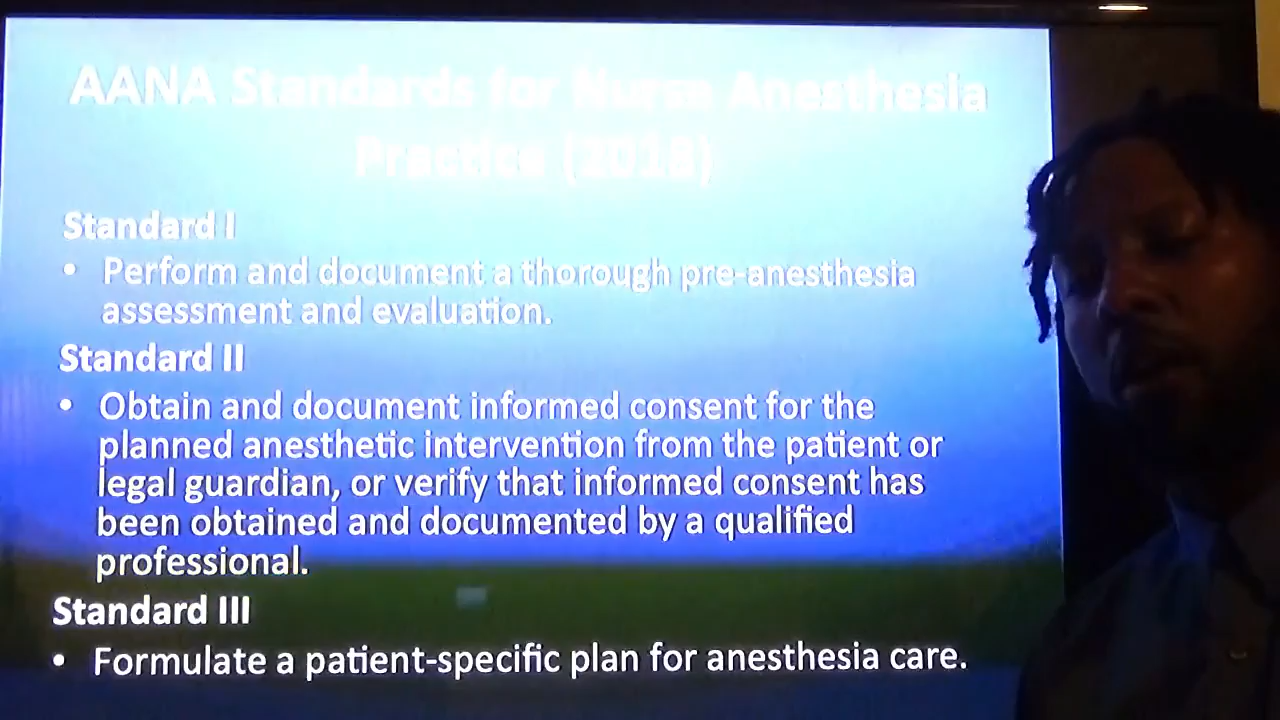 AANA Standards for Nurse Anesthesia
Practice (2018)
Standard I
• Perform and document a thorough pre-anesthesia
assessment and evaluation.
Standard II
• Obtain and document informed consent for the
planned anesthetic intervention from the patient or
legal guardian, or verify that informed consent has
been obtained and documented by a qualified
professional.
Standard III
• Formulate a patient-specific plan for anesthesia care.